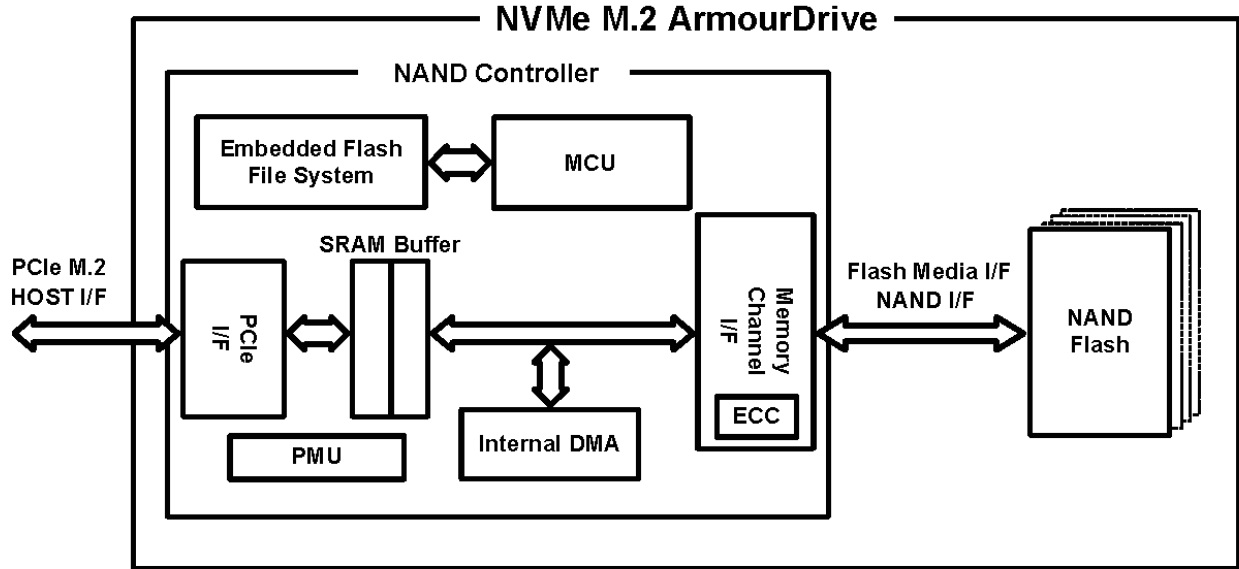 NVMe M.2 ArmourDrive
NAND Controller
Embedded Flash
File System
MCU
SRAM Buffer
PCIe M.2
HOST I/F
PCIe
I/F
Memory
Channel
I/F
ECC
Flash Media I/F
NAND I/F
NAND
Flash
PMU
Internal DMA